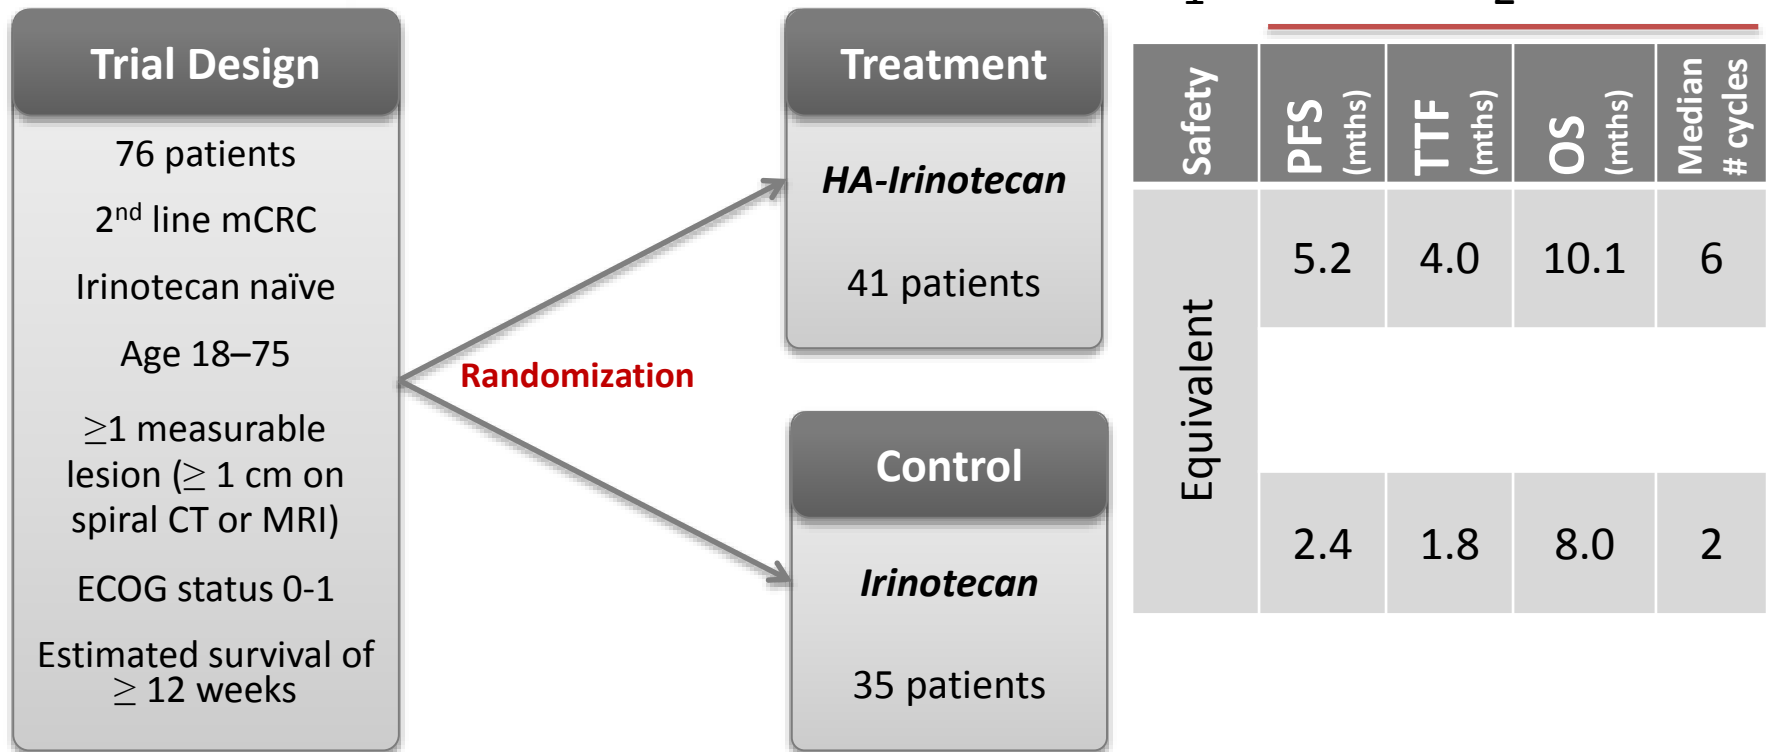 Trial Design
76 patients
2nd line mCRC
Irinotecan naïve
Age 18–75
≥1 measurable
lesion (≥ 1 cm on
spiral CT or MRI)
ECOG status 0-1
Estimated survival of
≥ 12 weeks
Randomization
Treatment
HA-Irinotecan
41 patients
Control
Irinotecan
35 patients
Safety
PFS
(mths)
TTF
(mths)
OS
(mths)
Median
# cycles
Equivalent
5.2 4.0 10.1 6
2.4 1.8 8.0 2